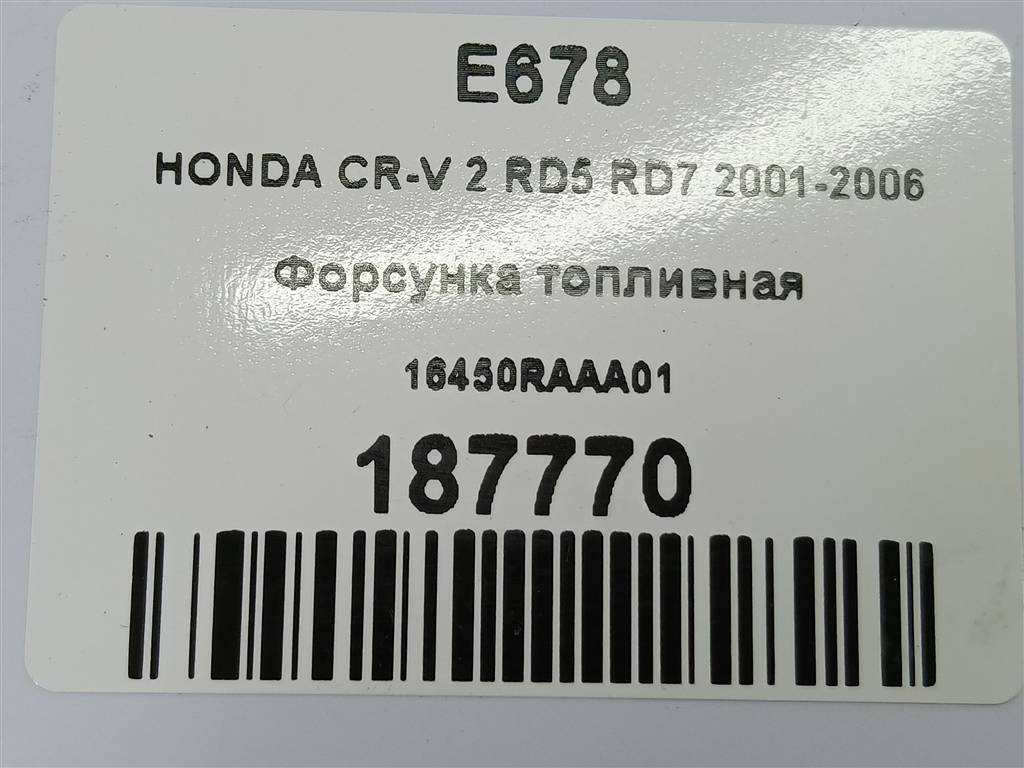 E678
HONDA CR-V 2 RD5 RD7 2001-2006
Форсунка топливная
16450RAAA01
187770